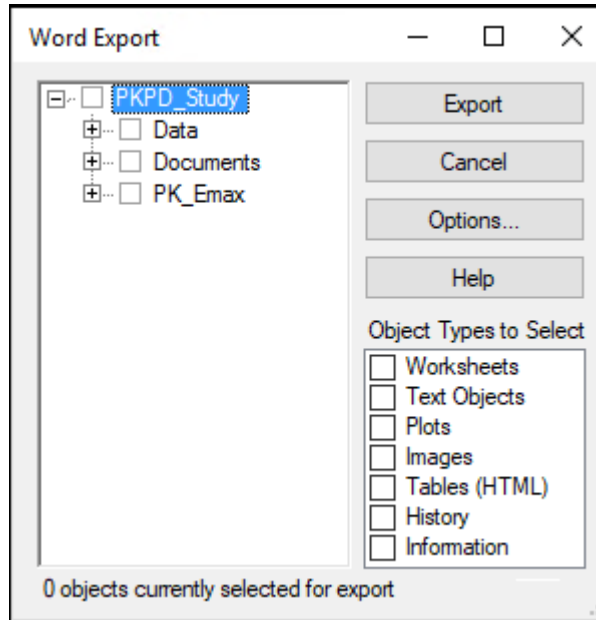 Word Export
PKPD_Study
Data
Documents
PK_Emax
Export
Cancel
Options...
Help
Object Types to Select
Worksheets
Text Objects
Plots
Images
Tables (HTML)
History
Information
0 objects currently selected for export